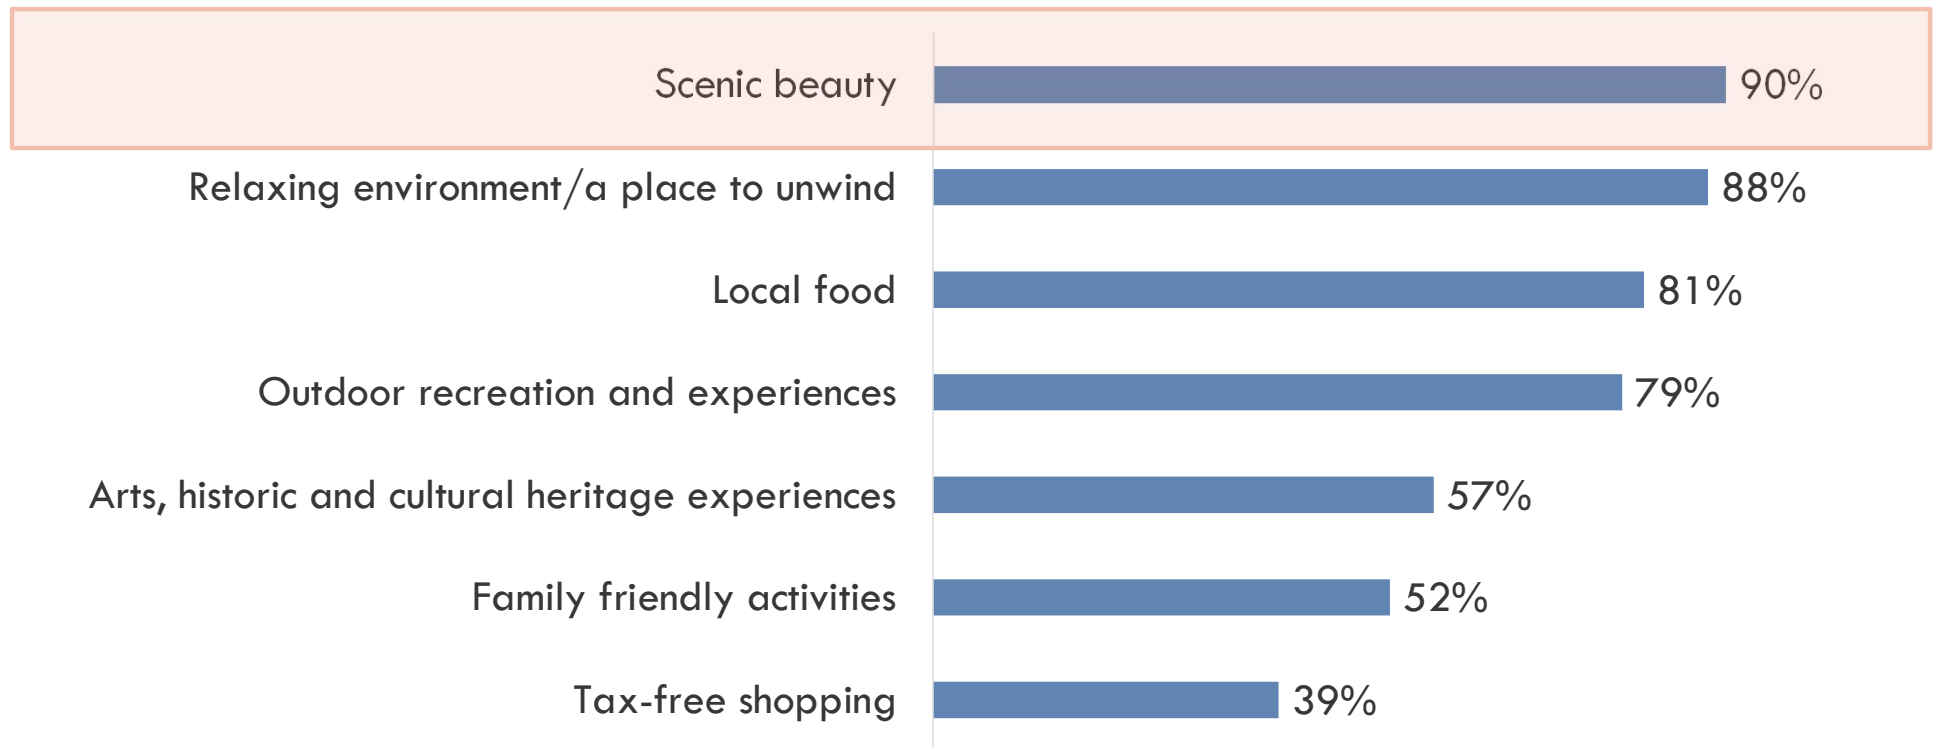 Scenic beauty 90%
Relaxing environment/a place to unwind 88%
Local food 81%
Outdoor recreation and experiences 79%
Arts, historic and cultural heritage experiences 57%
Family friendly activities 52%
Tax-free shopping 39%